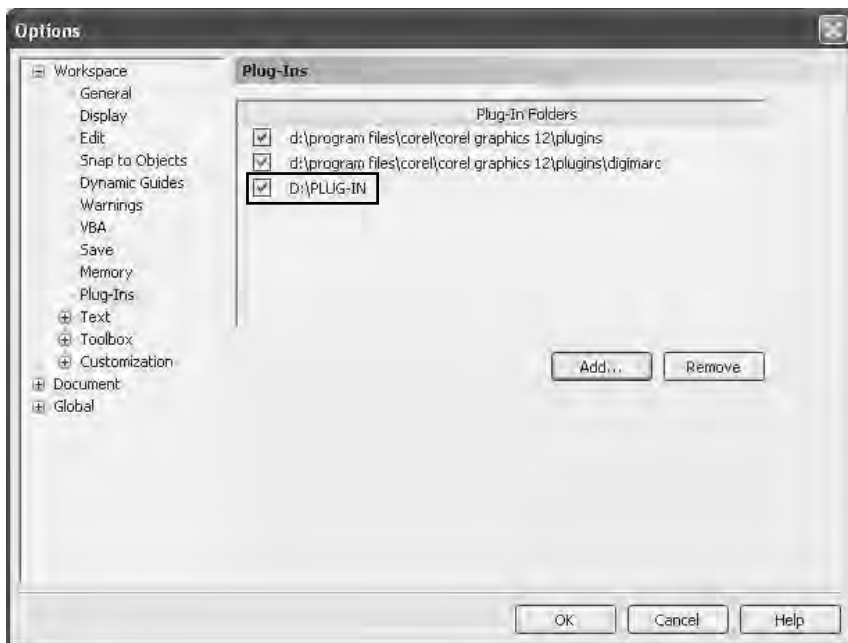 Options
Workspace
General
Display
Edit
Snap to Objects
Dynamic Guides
Warnings
VBA
Save
Memory
Plug-Ins
Text
Toolbox
Customization
Document
Global
Plug-Ins
Plug-In Folders
d:\program files\corel\corel graphics 12\plugins
d:\program files\corel\corel graphics 12\plugins\digimarc
D:\PLUG-IN
Add...
Remove
OK
Cancel
Help